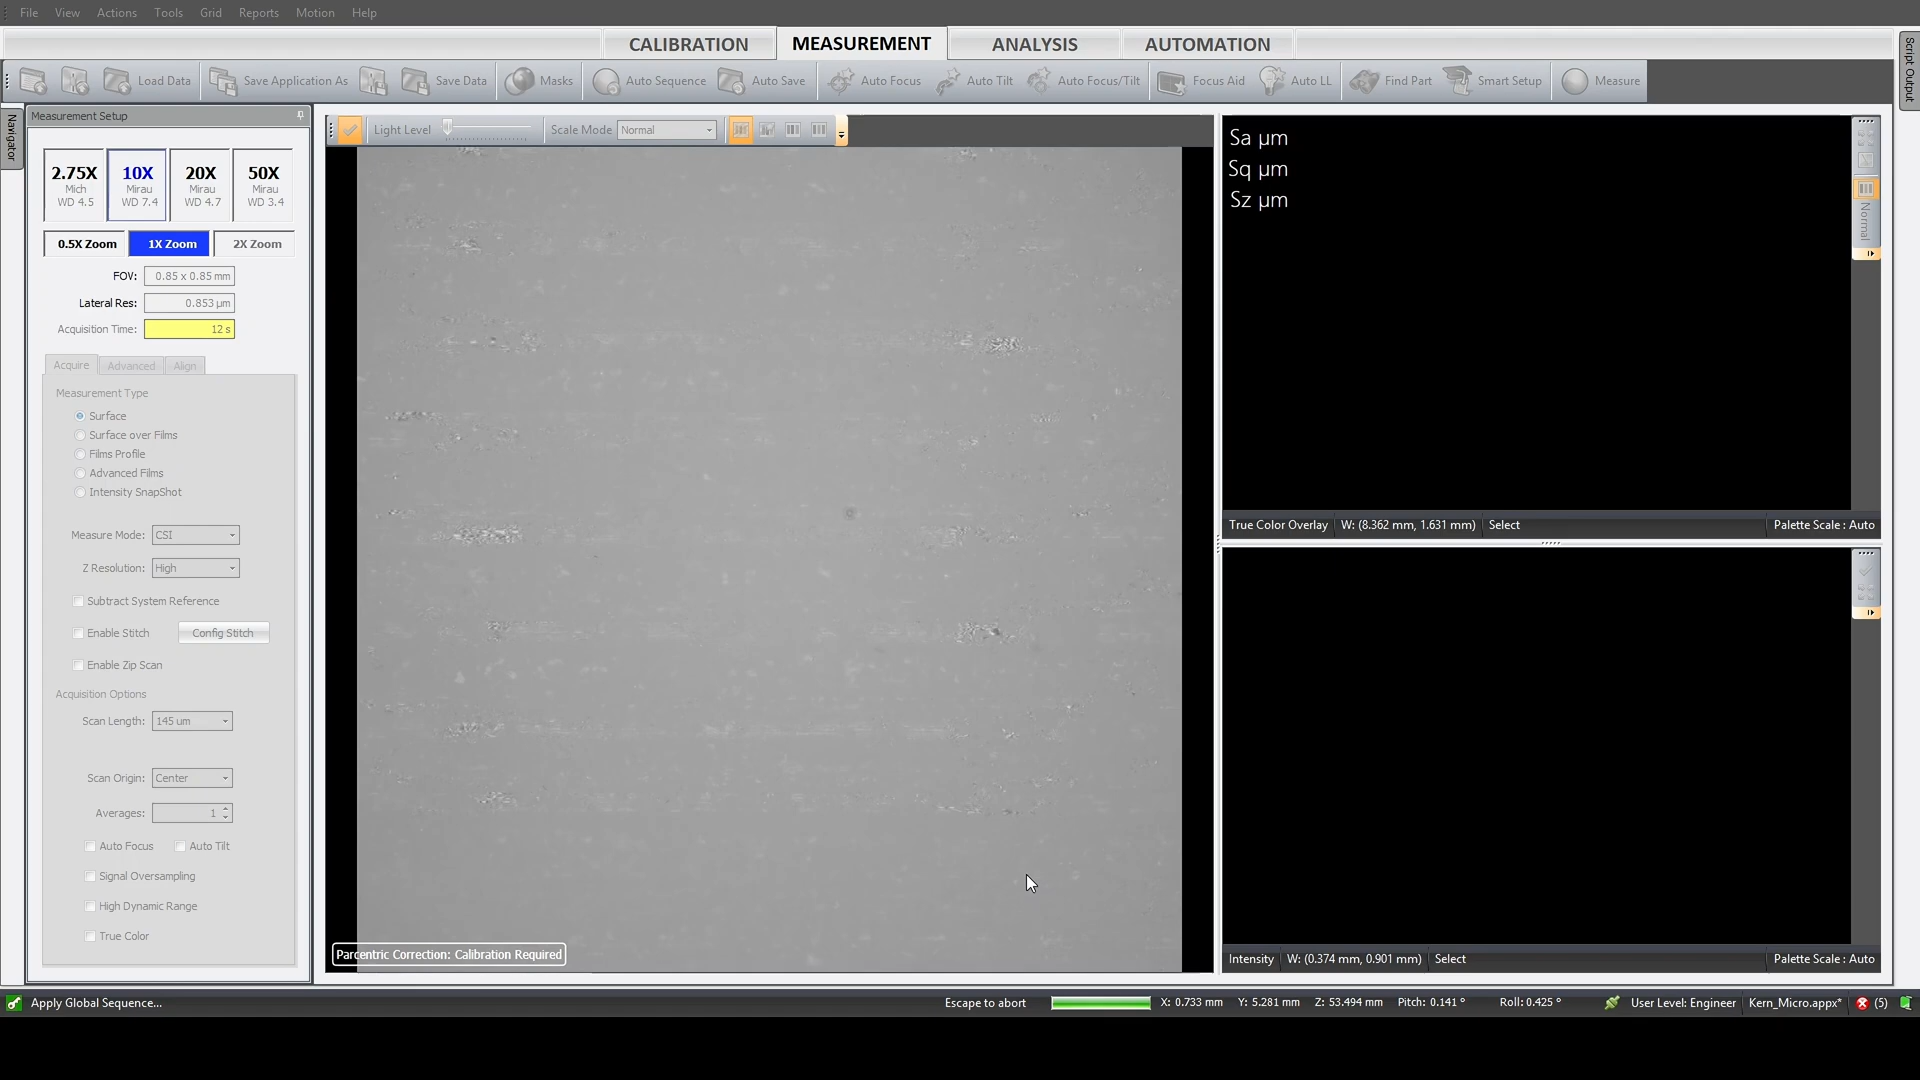 File View Actions Tools Grid Reports Motion Help
CALIBRATION MEASUREMENT ANALYSIS AUTOMATION
Load Data Save Application As Save Data Masks Auto Sequence Auto Save Auto Focus Auto Tilt Auto Focus/Tilt Focus Aid Auto LL Find Part Smart Setup Measure
Script Output
Navigator
Measurement Setup
2.75X 10X 20X 50X
Mich Mirau Mirau Mirau
WD 4.5 WD 7.4 WD 4.7 WD 3.4
0.5X Zoom 1X Zoom 2X Zoom
FOV: 0.85 x 0.85 mm
Lateral Res: 0.853 µm
Acquisition Time: 12 s
Acquire Advanced Align
Measurement Type
Surface
Surface over Films
Films Profile
Advanced Films
Intensity SnapShot
Measure Mode: CSI
Z Resolution: High
Subtract System Reference
Enable Stitch Config Stitch
Enable Zip Scan
Acquisition Options
Scan Length: 145 um
Scan Origin: Center
Averages: 1
Auto Focus Auto Tilt
Signal Oversampling
High Dynamic Range
True Color
Light Level Scale Mode Normal
Parcentric Correction: Calibration Required
Sa µm
Sq µm
Sz µm
Normal
True Color Overlay W: (8.362 mm, 1.631 mm) Select Palette Scale : Auto
Intensity W: (0.374 mm, 0.901 mm) Select Palette Scale : Auto
Apply Global Sequence... Escape to abort X: 0.733 mm Y: 5.281 mm Z: 53.494 mm Pitch: 0.141 ° Roll: 0.425 ° User Level: Engineer Kern_Micro.appx* (5)